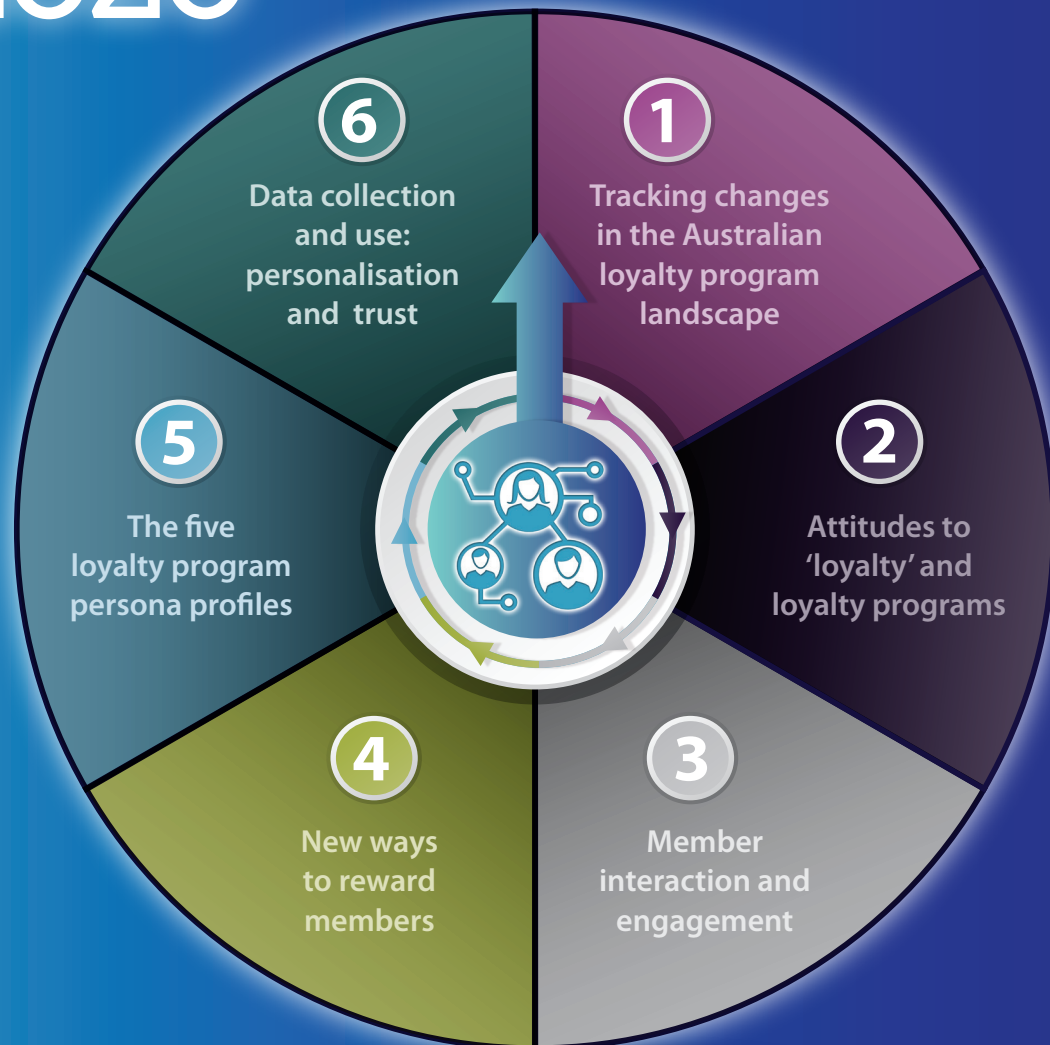 1
Tracking changes
in the Australian
loyalty program
landscape
2
Attitudes to
‘loyalty’ and
loyalty programs
3
Member
interaction and
engagement
4
New ways
to reward
members
5
The five
loyalty program
persona profiles
6
Data collection
and use:
personalisation
and trust